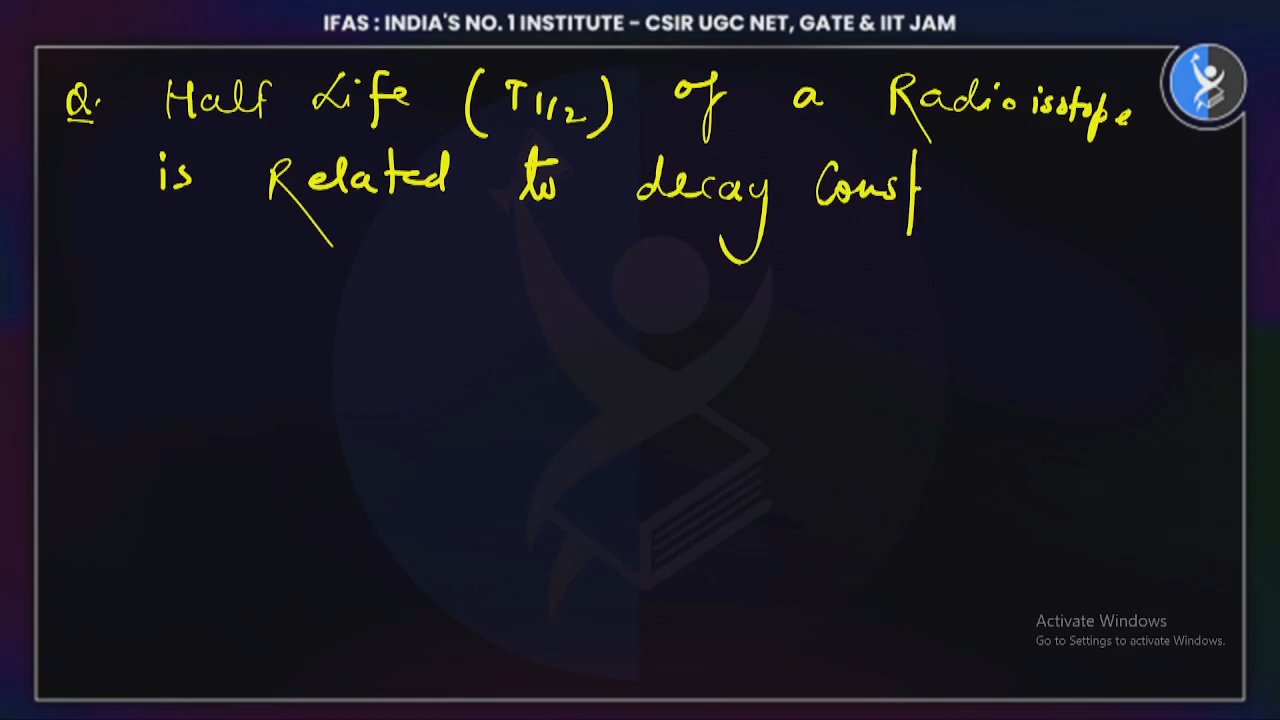 IFAS : INDIA'S NO. 1 INSTITUTE – CSIR UGC NET, GATE & IIT JAM
Q. Half Life (T1/2) of a Radioisotope
is Related to decay Const
Activate Windows
Go to Settings to activate Windows.